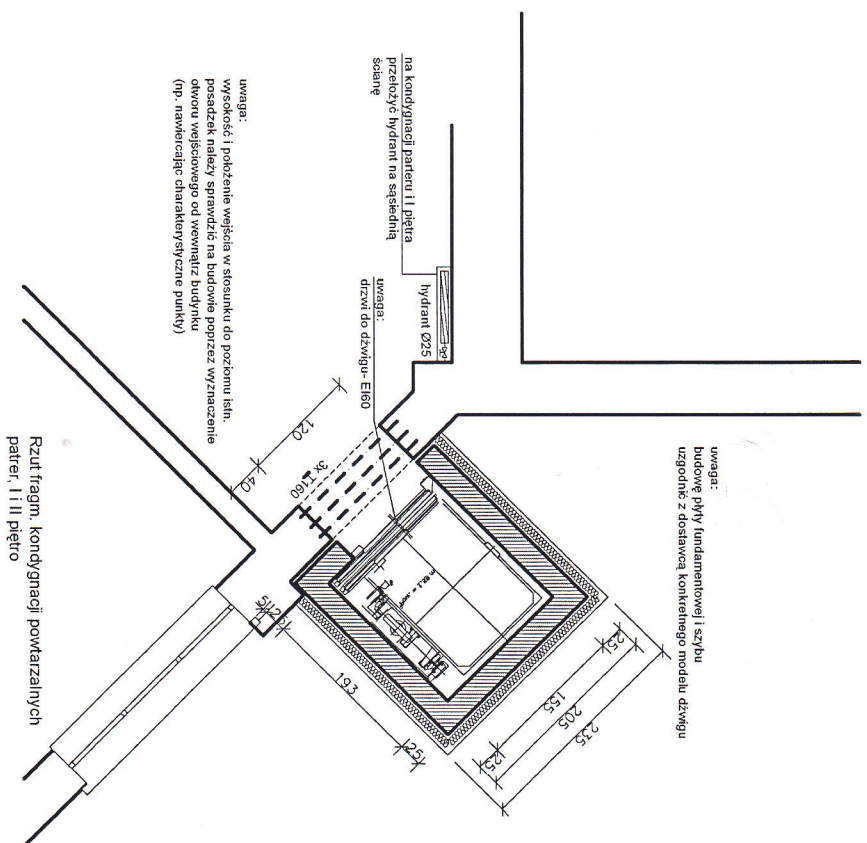 uwaga:
budowę płyty fundamentowej i szybu
uzgodnić z dostawcą konkretnego modelu dźwigu
na kondygnacji parteru i I piętra
przełożyć hydrant na sąsiednią
ścianę
hydrant Ø25
uwaga:
drzwi do dźwigu- EI60
uwaga:
wysokość i położenie wejścia w stosunku do poziomu istn.
posadzek należy sprawdzić na budowie poprzez wyznaczenie
otworu wejściowego od wewnątrz budynku
(np. nawiercając charakterystyczne punkty)
120
40
3x I160
25
155
25
205
235
193
25
Rzut fragm. kondygnacji powtarzalnych
patrer, I i II piętro